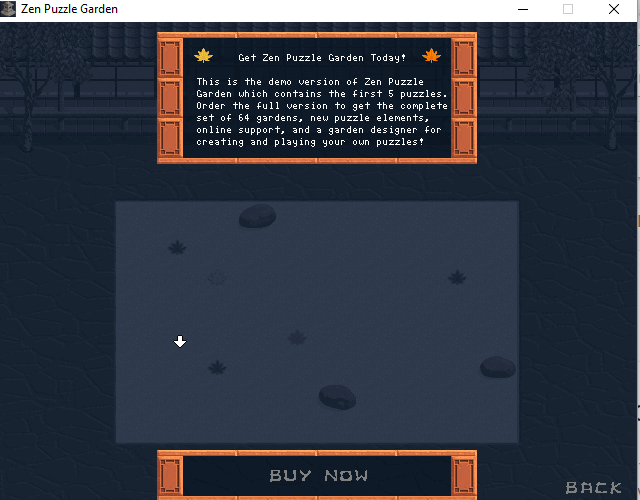 Zen Puzzle Garden
Get Zen Puzzle Garden Today!
This is the demo version of Zen Puzzle
Garden which contains the first 5 puzzles.
Order the full version to get the complete
set of 64 gardens, new puzzle elements,
online support, and a garden designer for
creating and playing your own puzzles!
BUY NOW
BACK